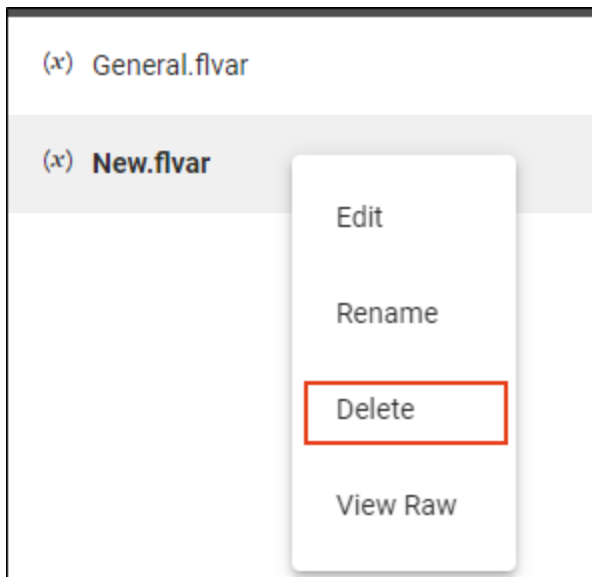 (x) General.flvar
(x) New.flvar
Edit
Rename
Delete
View Raw